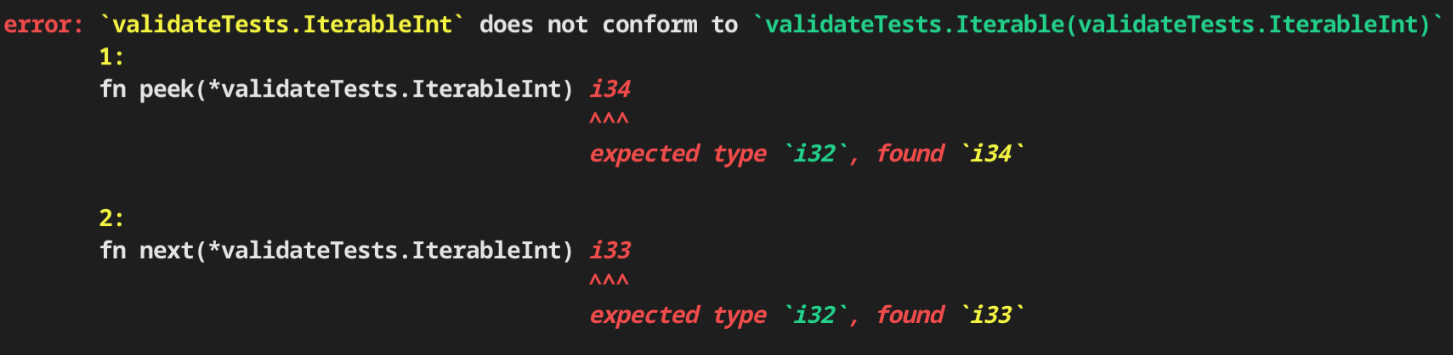 error: `validateTests.IterableInt` does not conform to `validateTests.Iterable(validateTests.IterableInt)`
1:
fn peek(*validateTests.IterableInt) i34
^^^
expected type `i32`, found `i34`
2:
fn next(*validateTests.IterableInt) i33
^^^
expected type `i32`, found `i33`